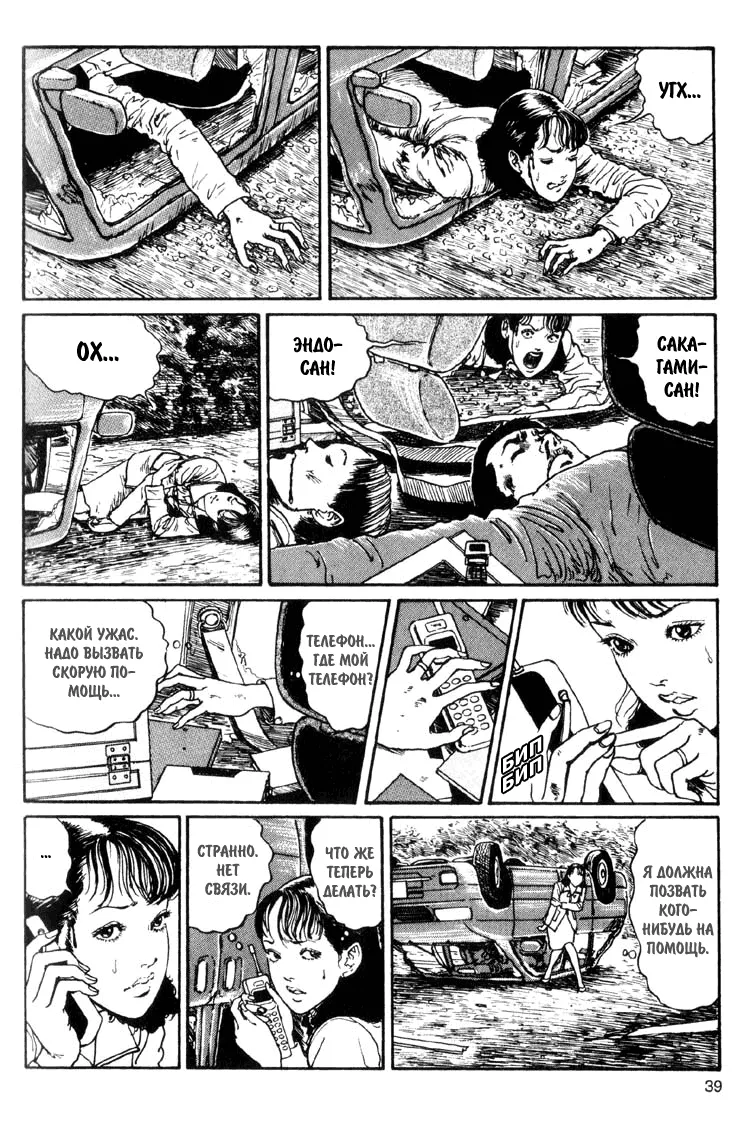 УГХ...
ОХ...
ЭНДО-
САН!
САКА-
ГАМИ-
САН!
КАКОЙ УЖАС.
НАДО ВЫЗВАТЬ
СКОРУЮ ПО-
МОЩЬ...
ТЕЛЕФОН...
ГДЕ МОЙ
ТЕЛЕФОН?
БИП
БИП
...
СТРАННО.
НЕТ
СВЯЗИ.
ЧТО ЖЕ
ТЕПЕРЬ
ДЕЛАТЬ?
Я ДОЛЖНА
ПОЗВАТЬ
КОГО-
НИБУДЬ НА
ПОМОЩЬ.
39